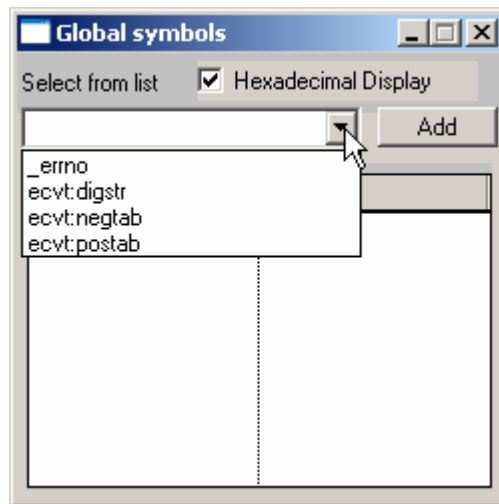 Global symbols
Select from list
Hexadecimal Display
Add
_errno
ecvt:digstr
ecvt:negtab
ecvt:postab